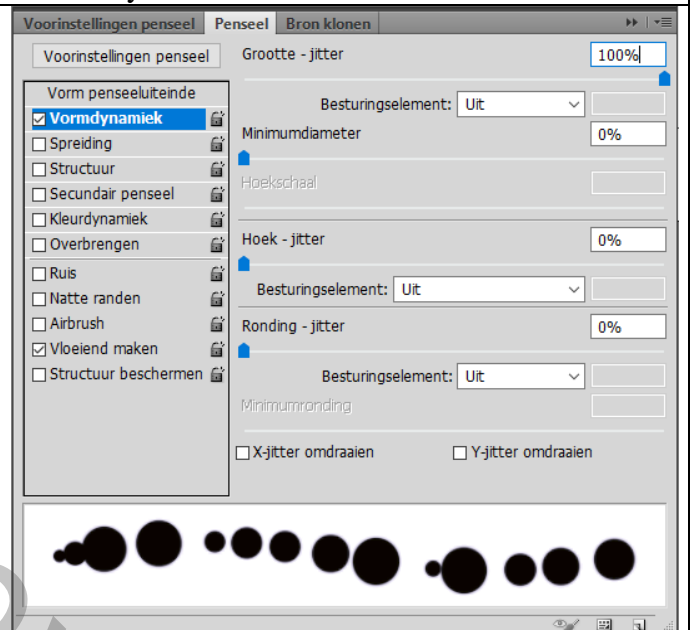 Voorinstellingen penseel Penseel Bron klonen
Voorinstellingen penseel
Vorm penseeluiteinde
Vormdynamiek
Spreiding
Structuur
Secundair penseel
Kleurdynamiek
Overbrengen
Ruis
Natte randen
Airbrush
Vloeiend maken
Structuur beschermen
Grootte - jitter 100%
Besturingselement: Uit
Minimumdiameter 0%
Hoekschaal
Hoek - jitter 0%
Besturingselement: Uit
Ronding - jitter 0%
Besturingselement: Uit
Minimumronding
X-jitter omdraaien Y-jitter omdraaien